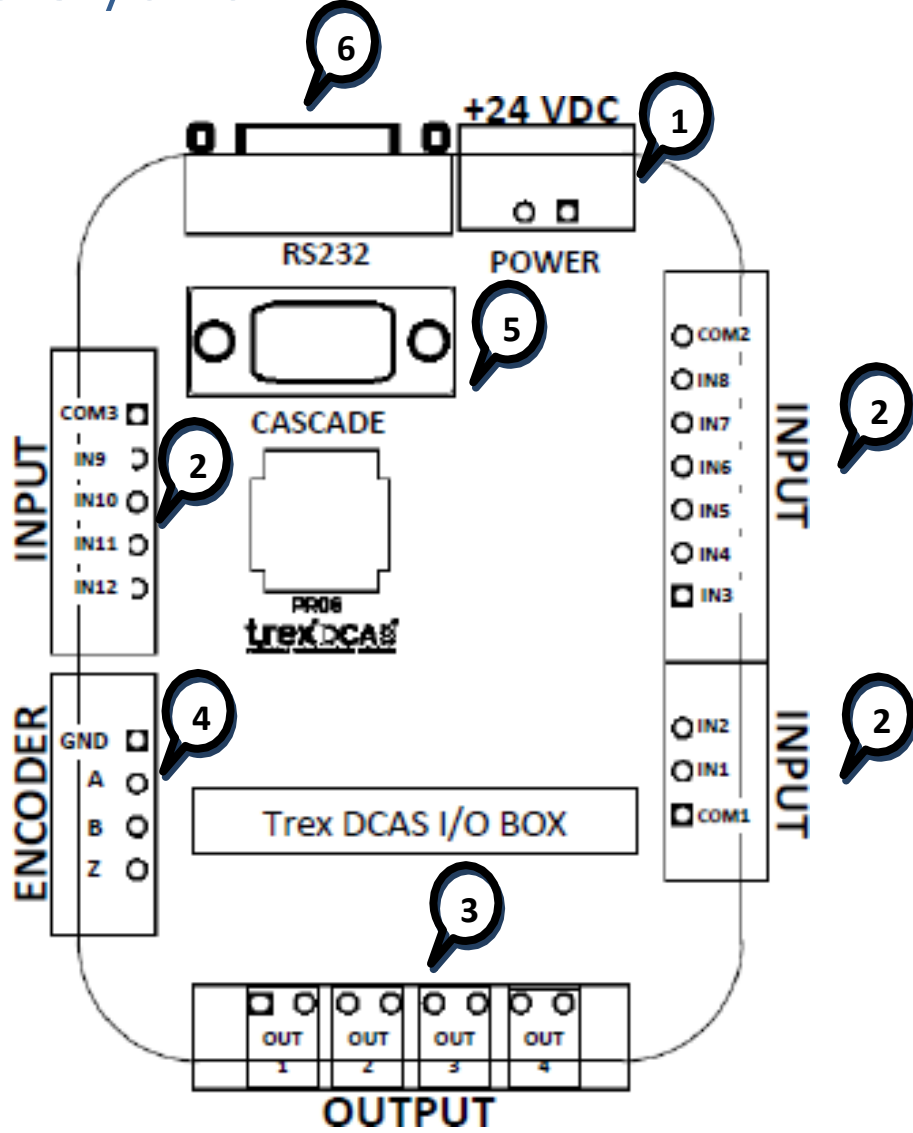 6
+24 VDC
1
RS232
POWER
5
CASCADE
COM2
IN8
IN7
IN6
IN5
IN4
IN3
INPUT
2
COM3
IN9
IN10
IN11
IN12
INPUT
2
PR06
trexDCAS
IN2
IN1
COM1
INPUT
2
GND
A
B
Z
ENCODER
4
Trex DCAS I/O BOX
3
OUT OUT OUT OUT
1 2 3 4
OUTPUT